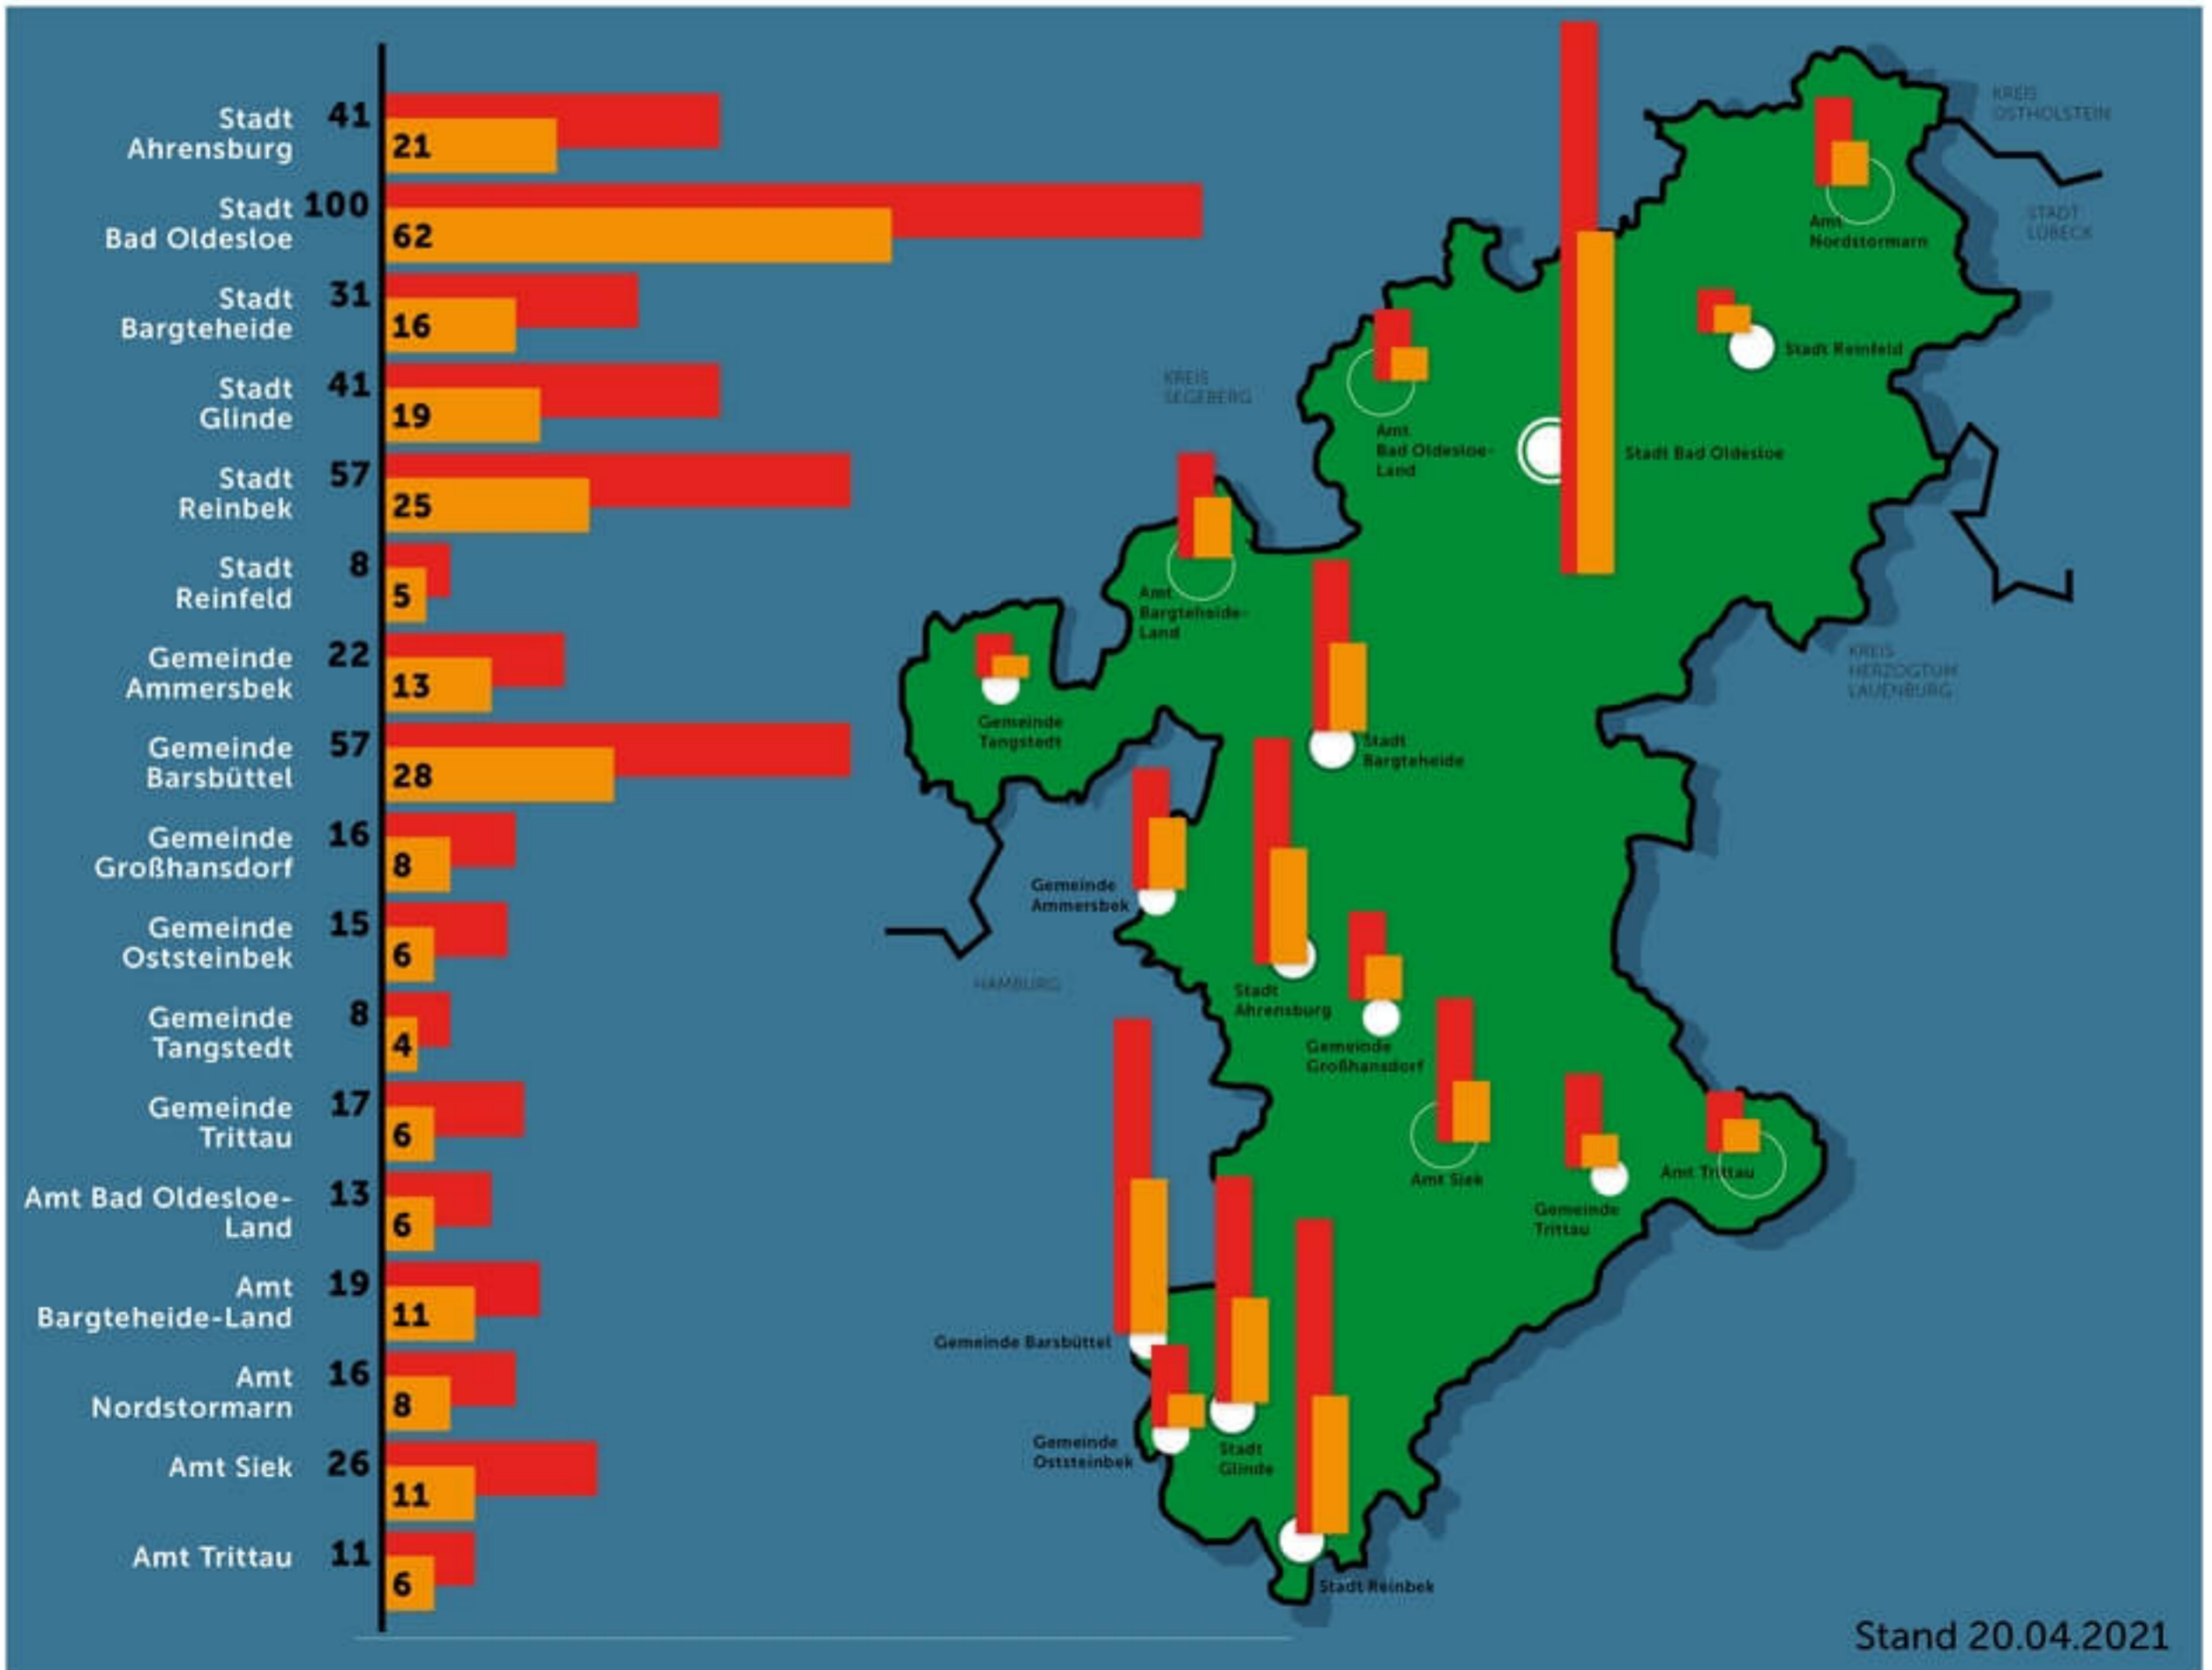 Stadt
Ahrensburg
41
21
Stadt
Bad Oldesloe
100
62
Stadt
Bargteheide
31
16
Stadt
Glinde
41
19
Stadt
Reinbek
57
25
Stadt
Reinfeld
8
5
Gemeinde
Ammersbek
22
13
Gemeinde
Barsbüttel
57
28
Gemeinde
Großhansdorf
16
8
Gemeinde
Oststeinbek
15
6
Gemeinde
Tangstedt
8
4
Gemeinde
Trittau
17
6
Amt Bad Oldesloe-
Land
13
6
Amt
Bargteheide-Land
19
11
Amt
Nordstormarn
16
8
Amt Siek
26
11
Amt Trittau
11
6
KREIS
OSTHOLSTEIN
STADT
LÜBECK
Amt
Nordstormarn
Stadt Reinfeld
KREIS
SEGEBERG
Amt
Bad Oldesloe-
Land
Stadt Bad Oldesloe
Amt
Bargteheide-
Land
KREIS
HERZOGTUM
LAUENBURG
Gemeinde
Tangstedt
Stadt
Bargteheide
Gemeinde
Ammersbek
HAMBURG
Stadt
Ahrensburg
Gemeinde
Großhansdorf
Amt Siek
Amt Trittau
Gemeinde
Trittau
Gemeinde Barsbüttel
Gemeinde
Oststeinbek
Stadt
Glinde
Stadt Reinbek
Stand 20.04.2021